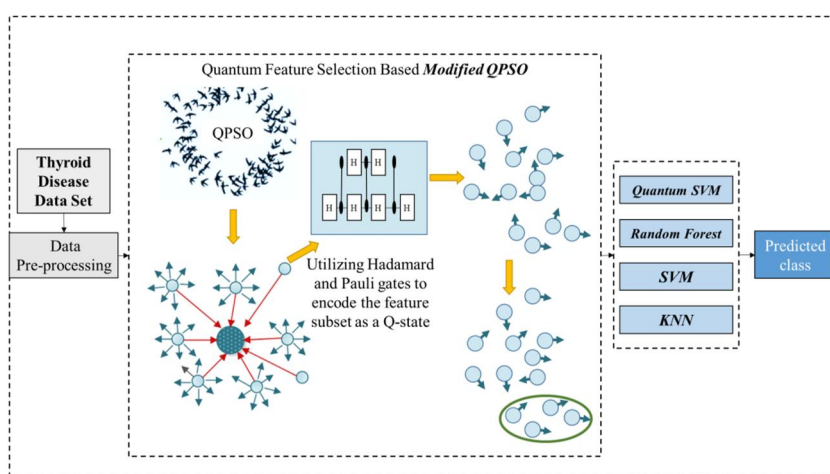 Quantum Feature Selection Based Modified QPSO
QPSO
Thyroid
Disease
Data Set
Data
Pre-processing
H H
H H H H
Utilizing Hadamard
and Pauli gates to
encode the feature
subset as a Q-state
Quantum SVM
Random Forest
SVM
KNN
Predicted
class